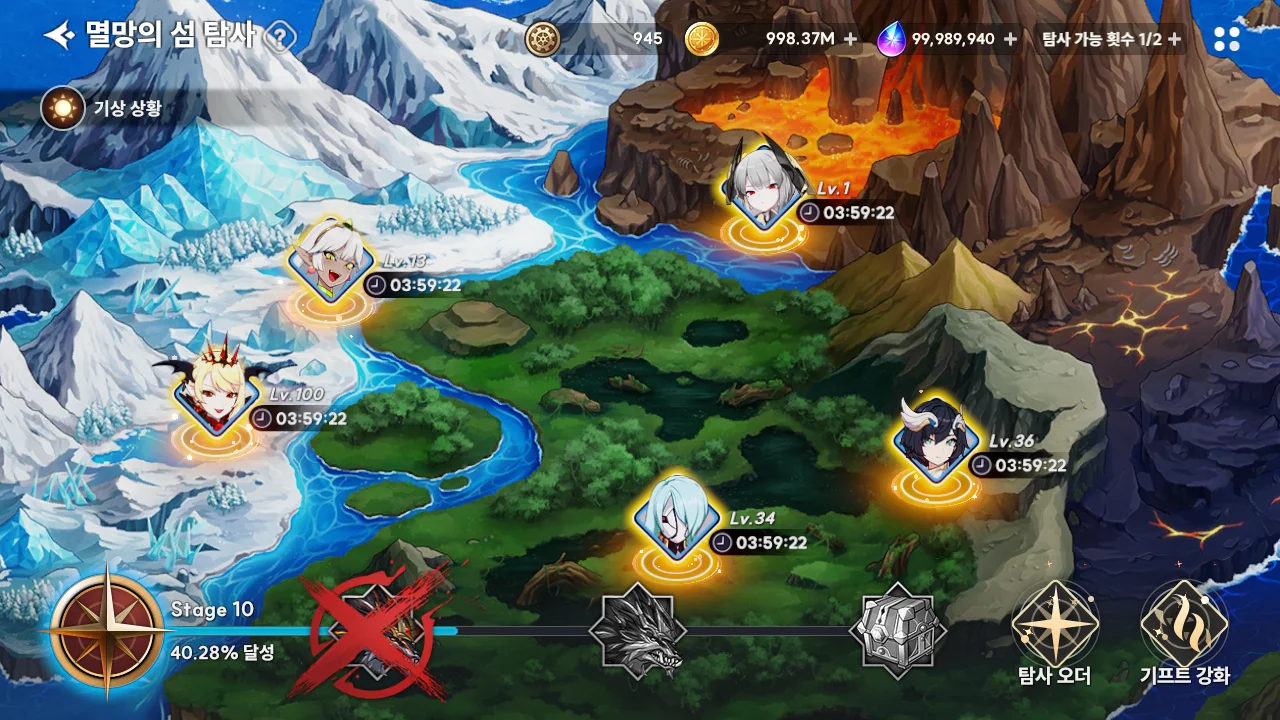 멸망의 섬 탐사 ?
945
998.37M +
99,989,940 +
탐사 가능 횟수 1/2 +
기상 상황
Lv.1
03:59:22
Lv.13
03:59:22
Lv.100
03:59:22
Lv.36
03:59:22
Lv.34
03:59:22
Stage 10
40.28% 달성
탐사 오더
기프트 강화